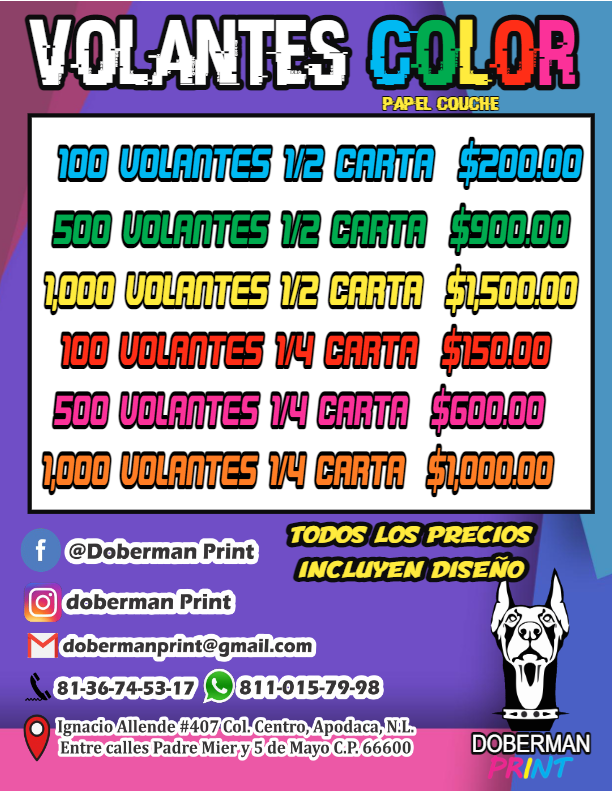 VOLANTES COLOR
PAPEL COUCHE
100 VOLANTES 1/2 CARTA $200.00
500 VOLANTES 1/2 CARTA $900.00
1,000 VOLANTES 1/2 CARTA $1,500.00
100 VOLANTES 1/4 CARTA $150.00
500 VOLANTES 1/4 CARTA $600.00
1,000 VOLANTES 1/4 CARTA $1,000.00
TODOS LOS PRECIOS
INCLUYEN DISEÑO
@Doberman Print
doberman Print
dobermanprint@gmail.com
81-36-74-53-17 811-015-79-98
Ignacio Allende #407 Col. Centro, Apodaca, N.L.
Entre calles Padre Mier y 5 de Mayo C.P. 66600
DOBERMAN
PRINT